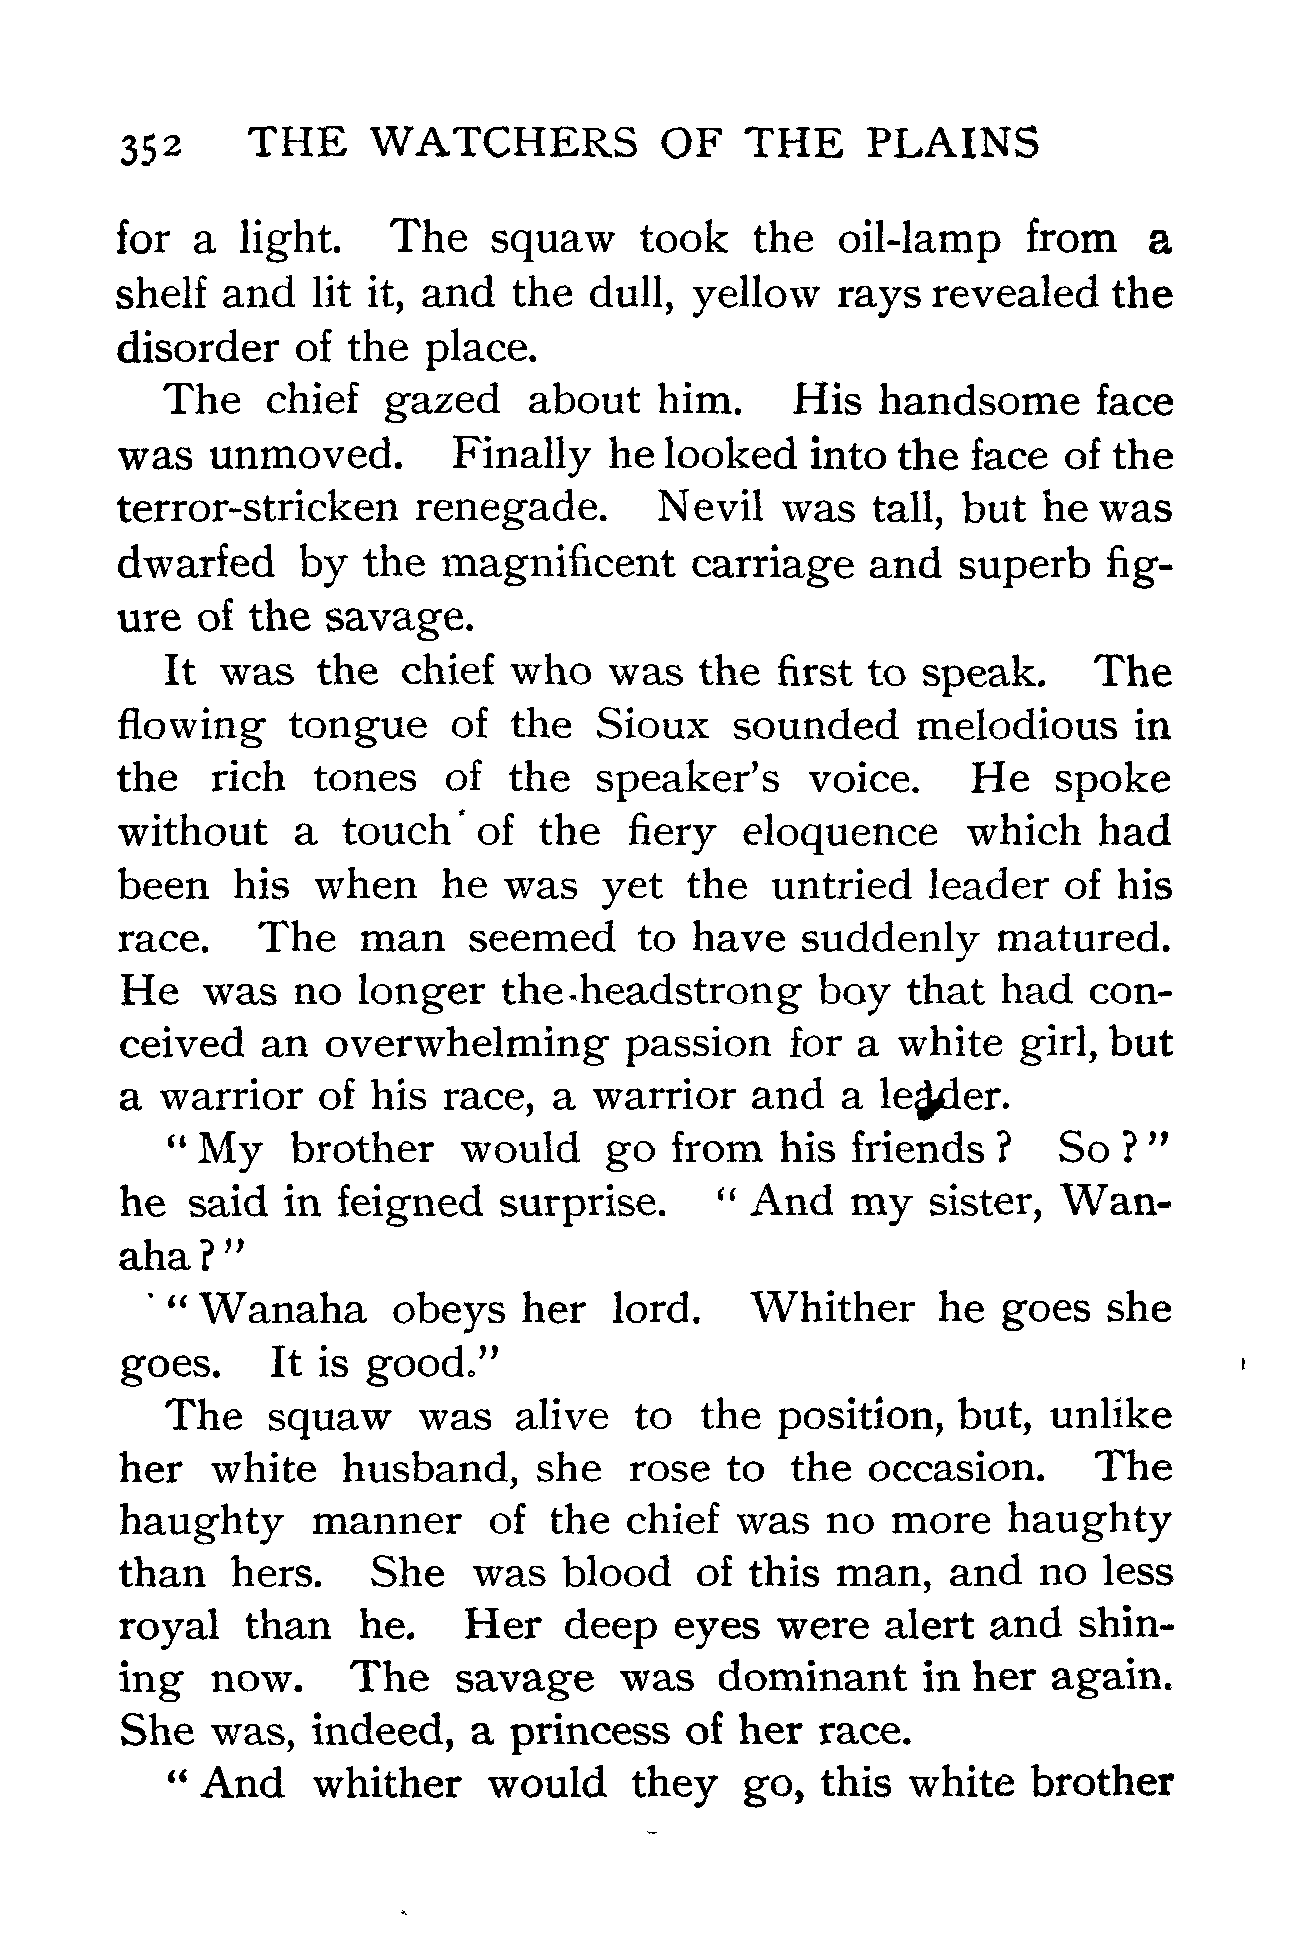 352 THE WATCHERS OF THE PLAINS
for a light. The squaw took the oil-lamp from a
shelf and lit it, and the dull, yellow rays revealed the
disorder of the place.
The chief gazed about him. His handsome face
was unmoved. Finally he looked into the face of the
terror-stricken renegade. Nevil was tall, but he was
dwarfed by the magnificent carriage and superb fig-
ure of the savage.
It was the chief who was the first to speak. The
flowing tongue of the Sioux sounded melodious in
the rich tones of the speaker's voice. He spoke
without a touch of the fiery eloquence which had
been his when he was yet the untried leader of his
race. The man seemed to have suddenly matured.
He was no longer the headstrong boy that had con-
ceived an overwhelming passion for a white girl, but
a warrior of his race, a warrior and a leader.
"My brother would go from his friends? So?"
he said in feigned surprise. "And my sister, Wan-
aha?"
"Wanaha obeys her lord. Whither he goes she
goes. It is good."
The squaw was alive to the position, but, unlike
her white husband, she rose to the occasion. The
haughty manner of the chief was no more haughty
than hers. She was blood of this man, and no less
royal than he. Her deep eyes were alert and shin-
ing now. The savage was dominant in her again.
She was, indeed, a princess of her race.
"And whither would they go, this white brother